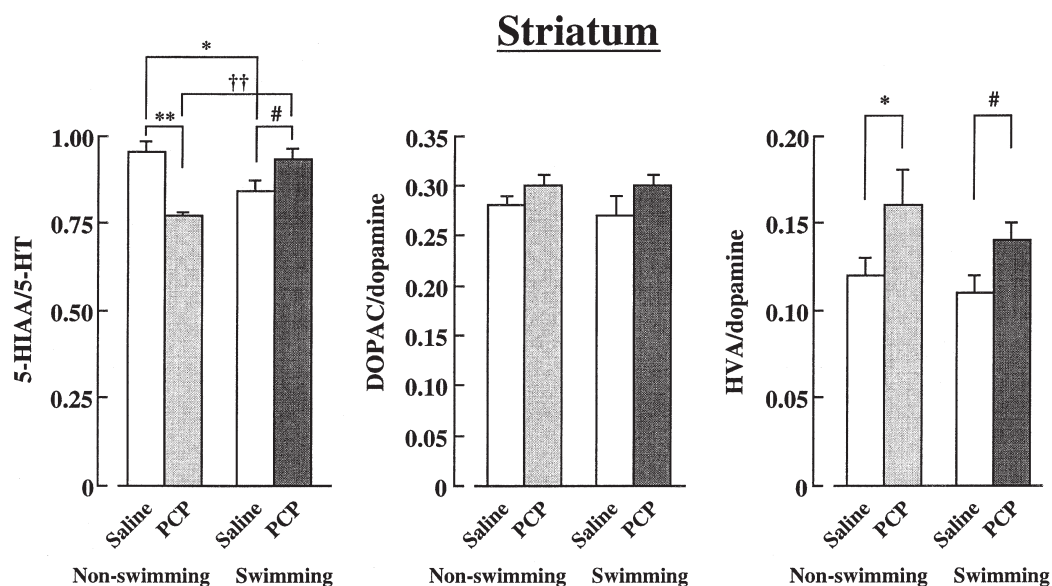 Striatum
*
††
**
#
5-HIAA/5-HT
1.00
0.75
0.50
0.25
0
Saline
PCP
Saline
PCP
Non-swimming
Swimming
DOPAC/dopamine
0.35
0.30
0.25
0.20
0.15
0.10
0.05
0
Saline
PCP
Saline
PCP
Non-swimming
Swimming
*
#
HVA/dopamine
0.20
0.15
0.10
0.05
0
Saline
PCP
Saline
PCP
Non-swimming
Swimming